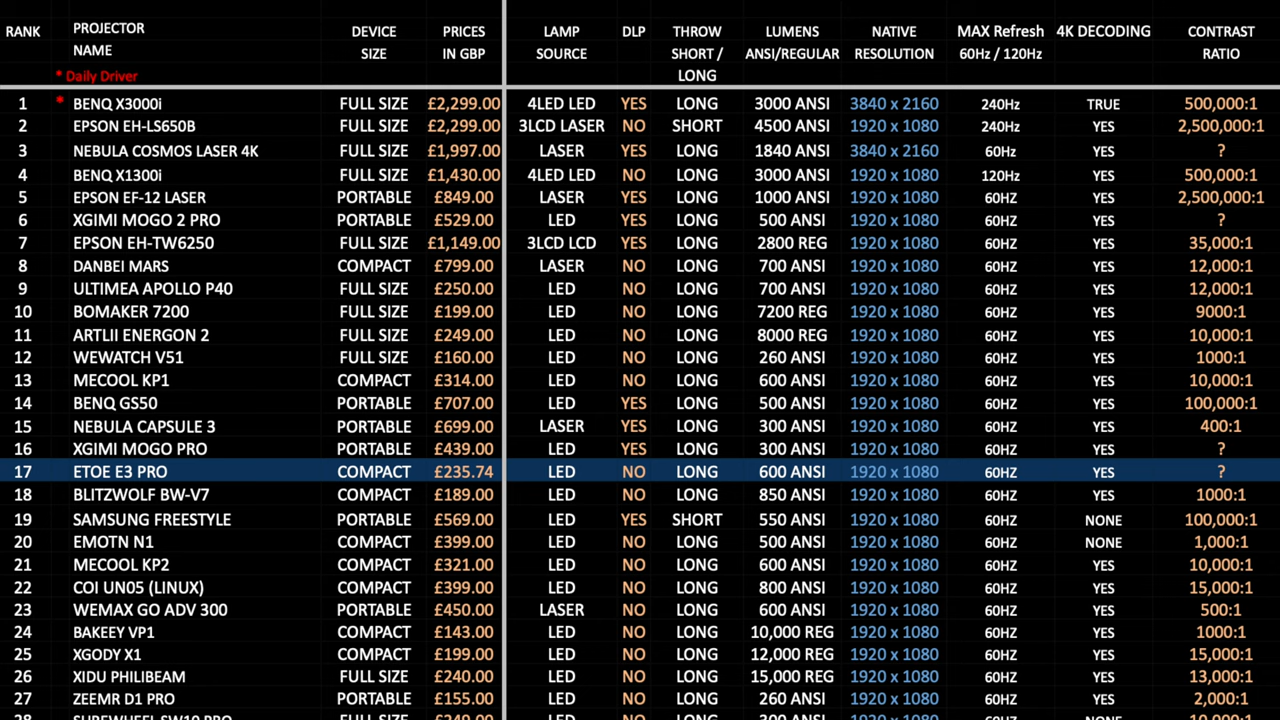 RANK PROJECTOR NAME DEVICE SIZE PRICES IN GBP LAMP SOURCE DLP THROW SHORT / LONG LUMENS ANSI/REGULAR NATIVE RESOLUTION MAX Refresh 60Hz / 120Hz 4K DECODING CONTRAST RATIO
* Daily Driver
1 * BENQ X3000i FULL SIZE £2,299.00 4LED LED YES LONG 3000 ANSI 3840 x 2160 240Hz TRUE 500,000:1
2 EPSON EH-LS650B FULL SIZE £2,299.00 3LCD LASER NO SHORT 4500 ANSI 1920 x 1080 240Hz YES 2,500,000:1
3 NEBULA COSMOS LASER 4K FULL SIZE £1,997.00 LASER YES LONG 1840 ANSI 3840 x 2160 60Hz YES ?
4 BENQ X1300i FULL SIZE £1,430.00 4LED LED NO LONG 3000 ANSI 1920 x 1080 120Hz YES 500,000:1
5 EPSON EF-12 LASER PORTABLE £849.00 LASER YES LONG 1000 ANSI 1920 x 1080 60HZ YES 2,500,000:1
6 XGIMI MOGO 2 PRO PORTABLE £529.00 LED YES LONG 500 ANSI 1920 x 1080 60HZ YES ?
7 EPSON EH-TW6250 FULL SIZE £1,149.00 3LCD LCD YES LONG 2800 REG 1920 x 1080 60HZ YES 35,000:1
8 DANBEI MARS COMPACT £799.00 LASER NO LONG 700 ANSI 1920 x 1080 60HZ YES 12,000:1
9 ULTIMEA APOLLO P40 FULL SIZE £250.00 LED NO LONG 700 ANSI 1920 x 1080 60HZ YES 12,000:1
10 BOMAKER 7200 FULL SIZE £199.00 LED NO LONG 7200 REG 1920 x 1080 60HZ YES 9000:1
11 ARTLII ENERGON 2 FULL SIZE £249.00 LED NO LONG 8000 REG 1920 x 1080 60HZ YES 10,000:1
12 WEWATCH V51 FULL SIZE £160.00 LED NO LONG 260 ANSI 1920 x 1080 60HZ YES 1000:1
13 MECOOL KP1 COMPACT £314.00 LED NO LONG 600 ANSI 1920 x 1080 60HZ YES 10,000:1
14 BENQ GS50 PORTABLE £707.00 LED YES LONG 500 ANSI 1920 x 1080 60HZ YES 100,000:1
15 NEBULA CAPSULE 3 PORTABLE £699.00 LASER YES LONG 300 ANSI 1920 x 1080 60HZ YES 400:1
16 XGIMI MOGO PRO PORTABLE £439.00 LED YES LONG 300 ANSI 1920 x 1080 60HZ YES ?
17 ETOE E3 PRO COMPACT £235.74 LED NO LONG 600 ANSI 1920 x 1080 60HZ YES ?
18 BLITZWOLF BW-V7 COMPACT £189.00 LED NO LONG 850 ANSI 1920 x 1080 60HZ YES 1000:1
19 SAMSUNG FREESTYLE PORTABLE £569.00 LED YES SHORT 550 ANSI 1920 x 1080 60HZ NONE 100,000:1
20 EMOTN N1 COMPACT £399.00 LED NO LONG 500 ANSI 1920 x 1080 60HZ NONE 1,000:1
21 MECOOL KP2 COMPACT £321.00 LED NO LONG 600 ANSI 1920 x 1080 60HZ YES 10,000:1
22 COI UN05 (LINUX) COMPACT £399.00 LED NO LONG 800 ANSI 1920 x 1080 60HZ YES 15,000:1
23 WEMAX GO ADV 300 PORTABLE £450.00 LASER NO LONG 600 ANSI 1920 x 1080 60HZ YES 500:1
24 BAKEEY VP1 COMPACT £143.00 LED NO LONG 10,000 REG 1920 x 1080 60HZ YES 1000:1
25 XGODY X1 COMPACT £199.00 LED NO LONG 12,000 REG 1920 x 1080 60HZ YES 15,000:1
26 XIDU PHILIBEAM FULL SIZE £240.00 LED NO LONG 15,000 REG 1920 x 1080 60HZ YES 13,000:1
27 ZEEMR D1 PRO PORTABLE £155.00 LED NO LONG 260 ANSI 1920 x 1080 60HZ YES 2,000:1